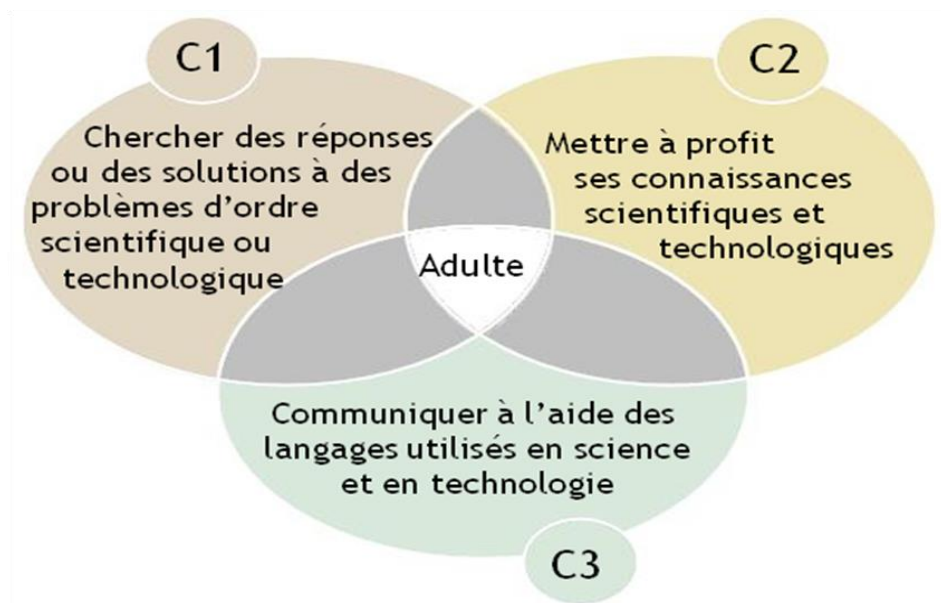 C1
Chercher des réponses
ou des solutions à des
problèmes d'ordre
scientifique ou
technologique
C2
Mettre à profit
ses connaissances
scientifiques et
technologiques
Adulte
Communiquer à l'aide des
langages utilisés en science
et en technologie
C3